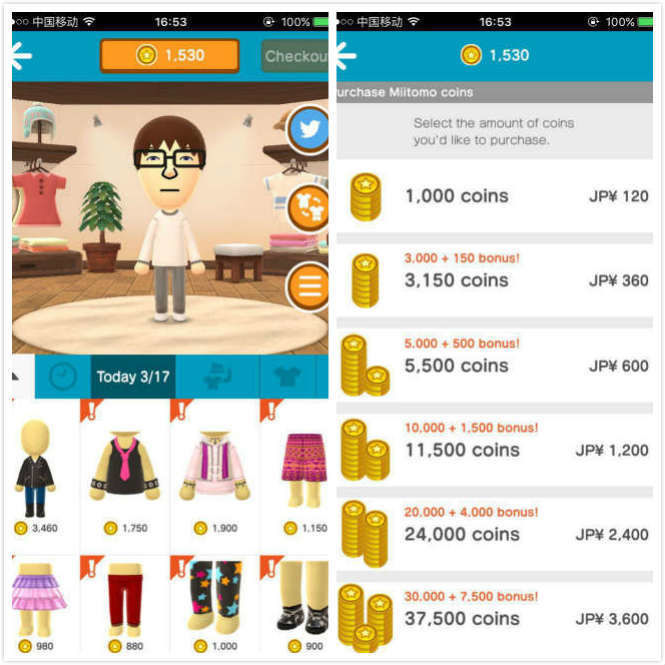 中国移动
16:53
100%
1,530
Checkout
Today 3/17
3,460
1,750
1,900
1,150
980
880
1,000
900
中国移动
16:53
100%
1,530
urchase Miitomo coins
Select the amount of coins
you'd like to purchase.
1,000 coins
JP¥ 120
3,000 + 150 bonus!
3,150 coins
JP¥ 360
5,000 + 500 bonus!
5,500 coins
JP¥ 600
10,000 + 1,500 bonus!
11,500 coins
JP¥ 1,200
20,000 + 4,000 bonus!
24,000 coins
JP¥ 2,400
30,000 + 7,500 bonus!
37,500 coins
JP¥ 3,600